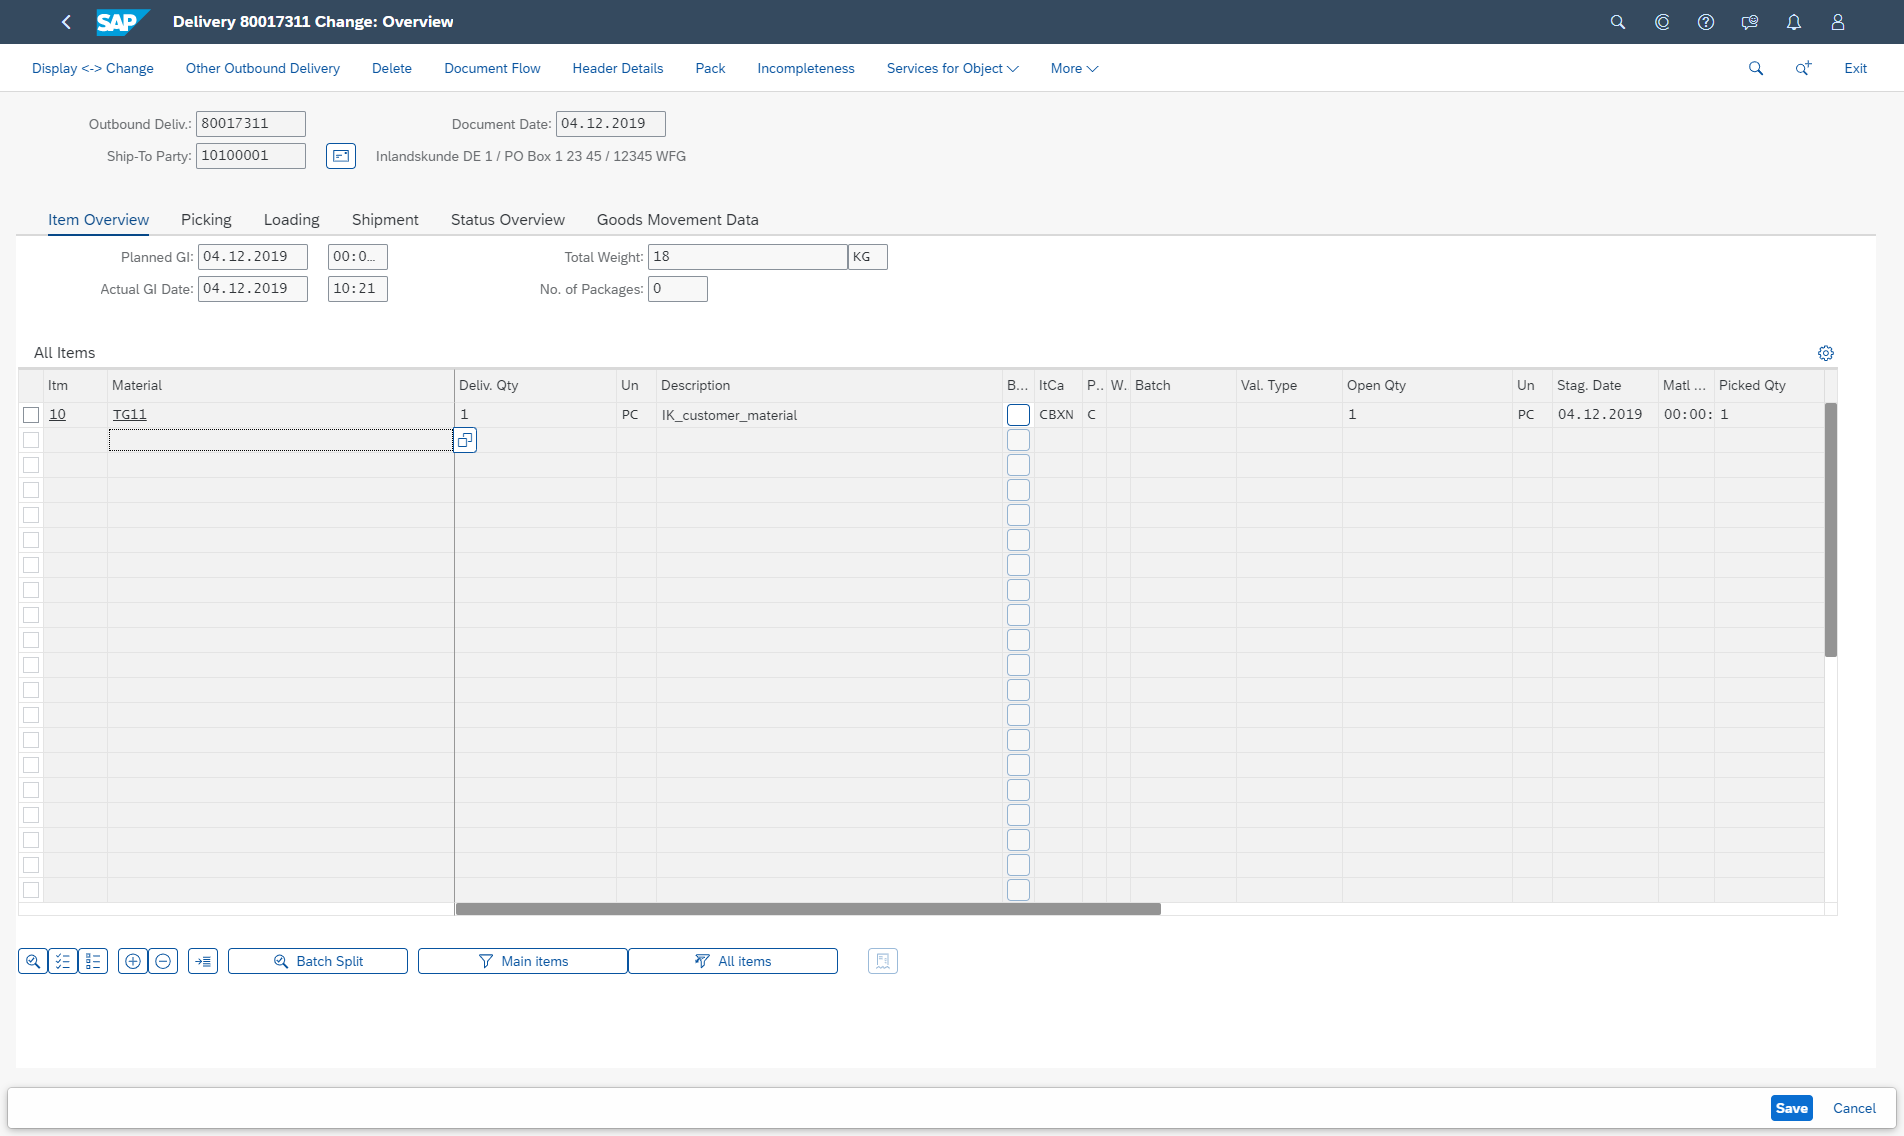 SAP Delivery 80017311 Change: Overview
Display <-> Change Other Outbound Delivery Delete Document Flow Header Details Pack Incompleteness Services for Object More Exit
Outbound Deliv.: 80017311 Document Date: 04.12.2019
Ship-To Party: 10100001 Inlandskunde DE 1 / PO Box 1 23 45 / 12345 WFG
Item Overview Picking Loading Shipment Status Overview Goods Movement Data
Planned GI: 04.12.2019 00:0... Total Weight: 18 KG
Actual GI Date: 04.12.2019 10:21 No. of Packages: 0
All Items
Itm Material Deliv. Qty Un Description B... ItCa P.. W. Batch Val. Type Open Qty Un Stag. Date Matl ... Picked Qty
10 TG11 1 PC IK_customer_material CBXN C 1 PC 04.12.2019 00:00: 1
Batch Split Main items All items
Save Cancel